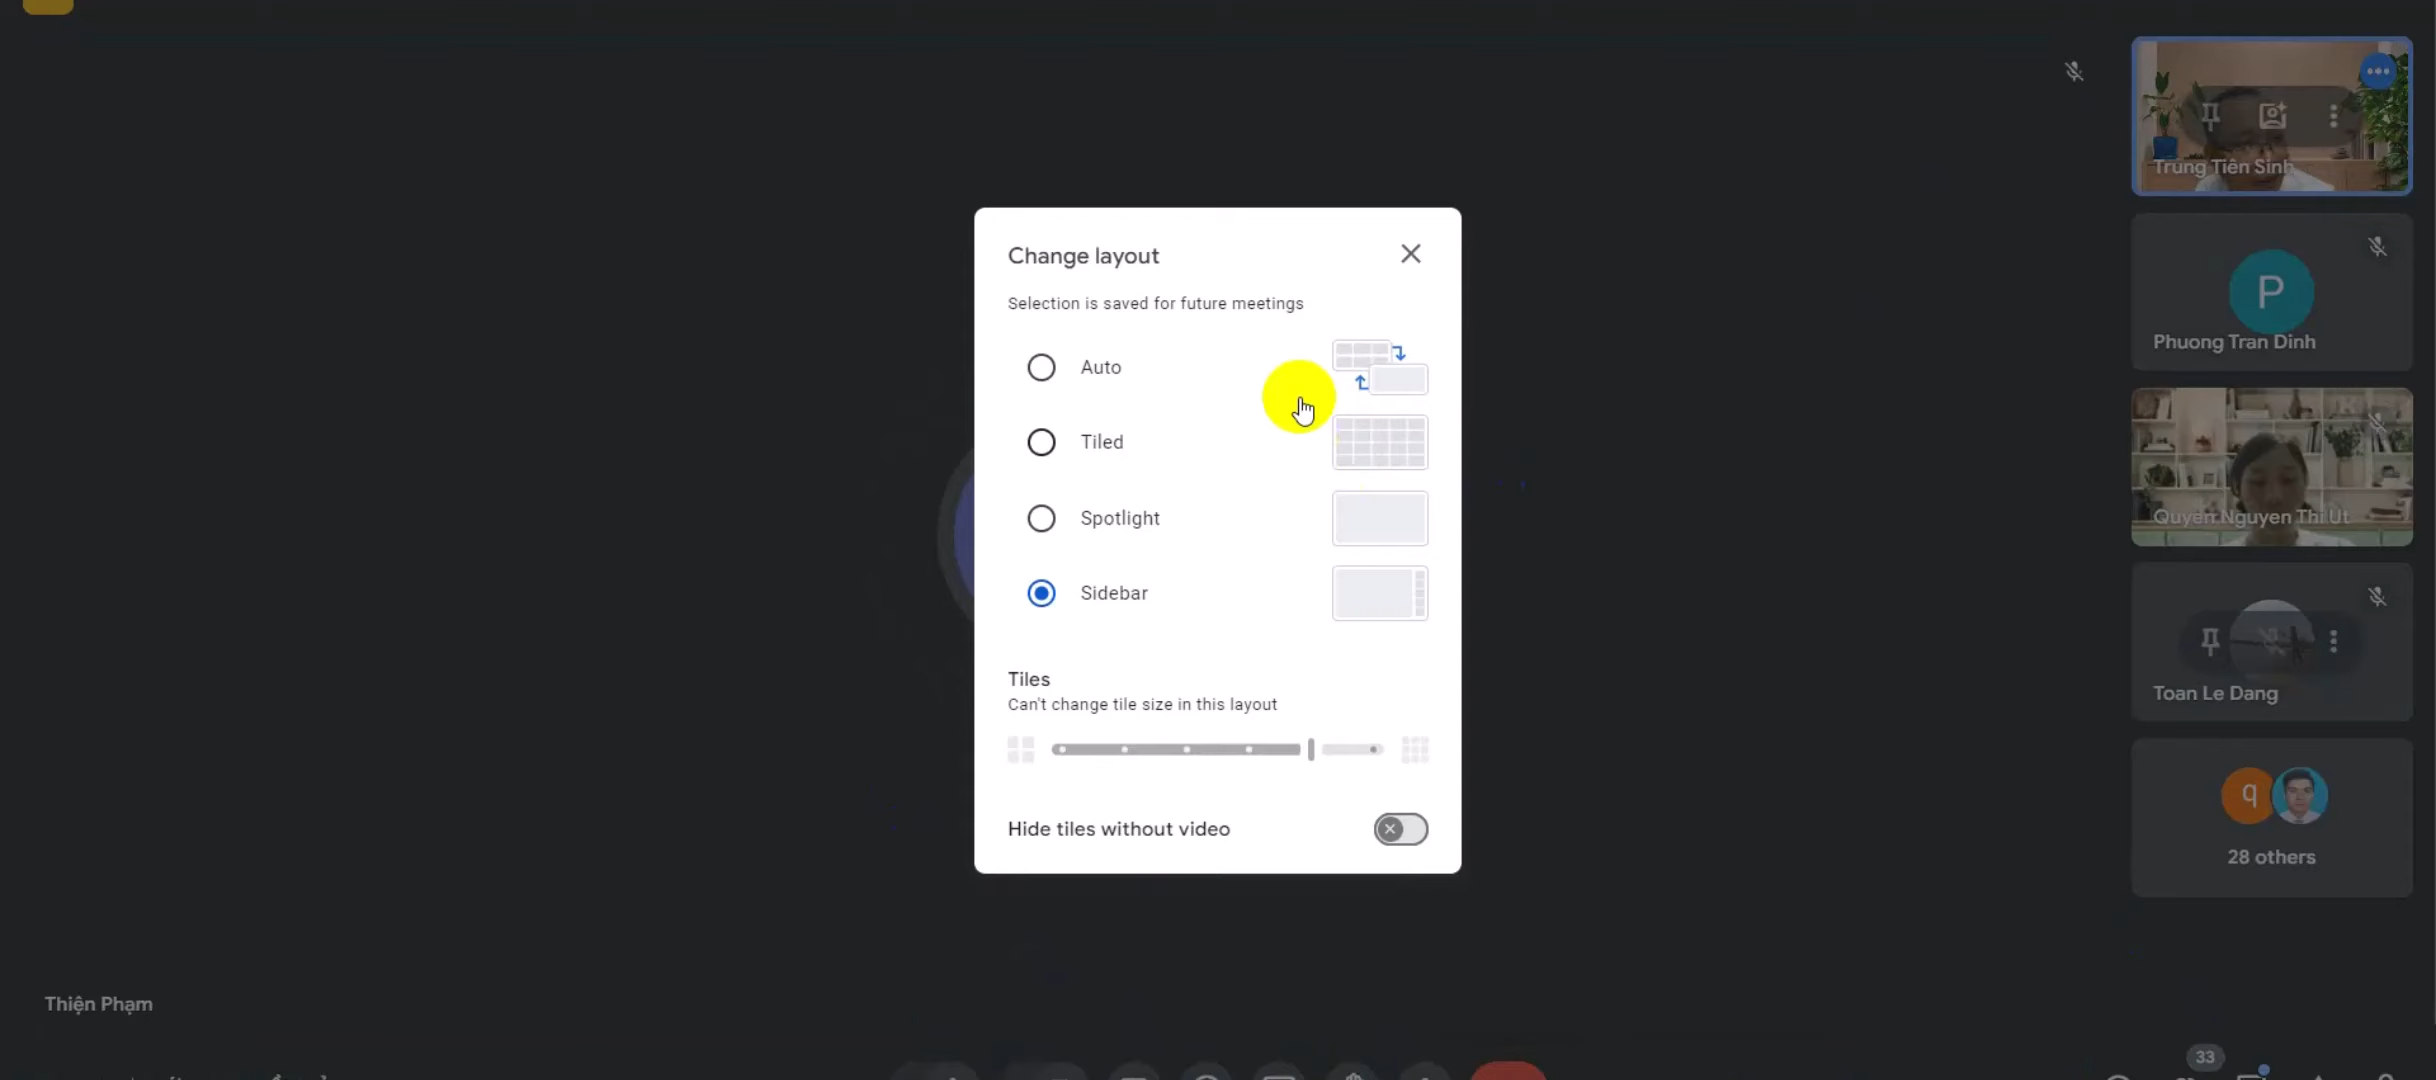 Trung Tiên Sinh
P
Phuong Tran Dinh
Change layout
Selection is saved for future meetings
Auto
Tiled
Spotlight
Sidebar
Quyen Nguyen Thi Ut
Toan Le Dang
Tiles
Can't change tile size in this layout
q
Hide tiles without video
28 others
Thiện Phạm
33